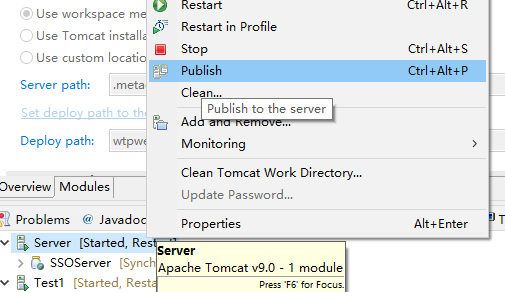 Use workspace me
Restart Ctrl+Alt+R
Use Tomcat installa
Restart in Profile
Use custom locatio
Stop Ctrl+Alt+S
Server path: .meta
Publish Ctrl+Alt+P
Clean...
Set deploy path to the
Publish to the server
Add and Remove...
Deploy path: wtpwe
Monitoring
Clean Tomcat Work Directory...
Overview Modules
Update Password...
Problems @ Javadoc
Properties Alt+Enter
Server [Started, Rest
Server
SSOServer [Synch
Apache Tomcat v9.0 - 1 module
Test1 [Started, Res
Press 'F6' for Focus.